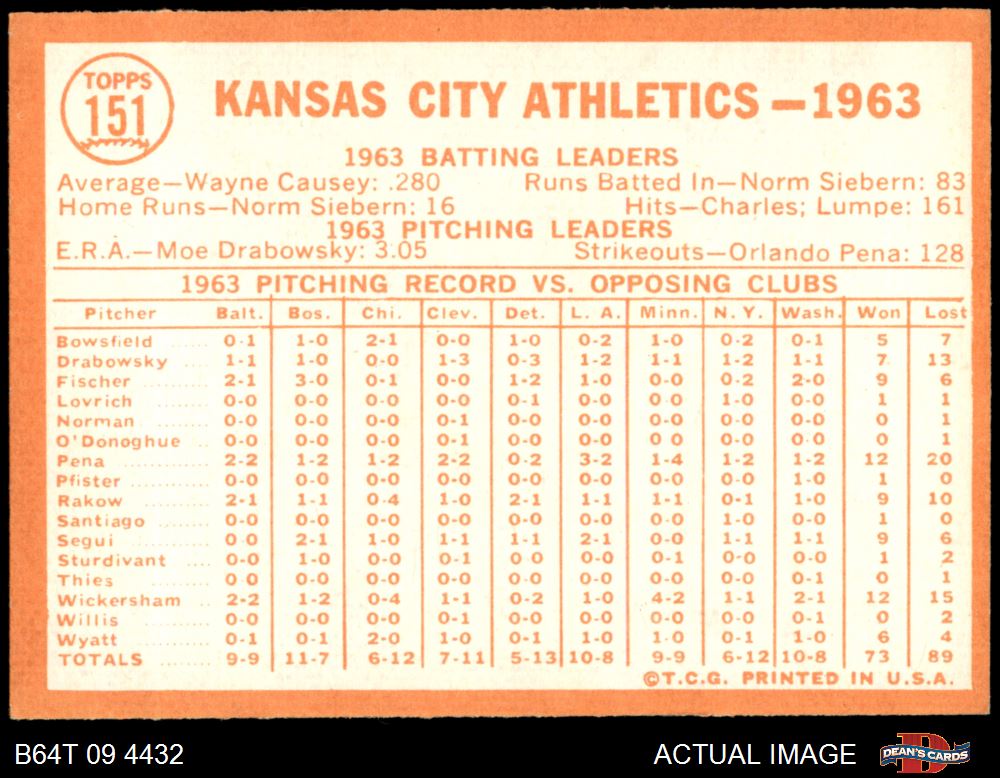 TOPPS
151
KANSAS CITY ATHLETICS—1963
1963 BATTING LEADERS
Average—Wayne Causey: .280 Runs Batted In—Norm Siebern: 83
Home Runs—Norm Siebern: 16 Hits—Charles; Lumpe: 161
1963 PITCHING LEADERS
E.R.A.—Moe Drabowsky: 3.05 Strikeouts—Orlando Pena: 128
1963 PITCHING RECORD VS. OPPOSING CLUBS
Pitcher Balt. Bos. Chi. Clev. Det. L. A. Minn. N. Y. Wash. Won Lost
Bowsfield 0-1 1-0 2-1 0-0 1-0 0-2 1-0 0-2 0-1 5 7
Drabowsky 1-1 1-0 0-0 1-3 0-3 1-2 1-1 1-2 1-1 7 13
Fischer 2-1 3-0 0-1 0-0 1-2 1-0 0-0 0-2 2-0 9 6
Lovrich 0-0 0-0 0-0 0-0 0-1 0-0 0-0 1-0 0-0 1 1
Norman 0-0 0-0 0-0 0-1 0-0 0-0 0-0 0-0 0-0 0 1
O'Donoghue 0-0 0-0 0-0 0-1 0-0 0-0 0 0 0-0 0-0 0 1
Pena 2-2 1-2 1-2 2-2 0-2 3-2 1-4 1-2 1-2 12 20
Pfister 0-0 0-0 0-0 0-0 0-0 0-0 0-0 0-0 1-0 1 0
Rakow 2-1 1-1 0-4 1-0 2-1 1-1 1-1 0-1 1-0 9 10
Santiago 0-0 0-0 0-0 0-0 0-0 0-0 0-0 1-0 0-0 1 0
Segui 0-0 2-1 1-0 1-1 1-1 2-1 0-0 1-1 1-1 9 6
Sturdivant 0-0 1-0 0-0 0-1 0-0 0-0 0-1 0-0 0-0 1 2
Thies 0 0 0-0 0-0 0-0 0 0 0-0 0-0 0-0 0-1 0 1
Wickersham 2-2 1-2 0-4 1-1 0-2 1-0 4-2 1-1 2-1 12 15
Willis 0-0 0-0 0-0 0-0 0-0 0-0 0-0 0-0 0-1 0 2
Wyatt 0-1 0-1 2-0 1-0 0-1 1-0 1-0 0-1 1-0 6 4
TOTALS 9-9 11-7 6-12 7-11 5-13 10-8 9-9 6-12 10-8 73 89
©T.C.G. PRINTED IN U.S.A.
B64T 09 4432 ACTUAL IMAGE DEAN'S CARDS